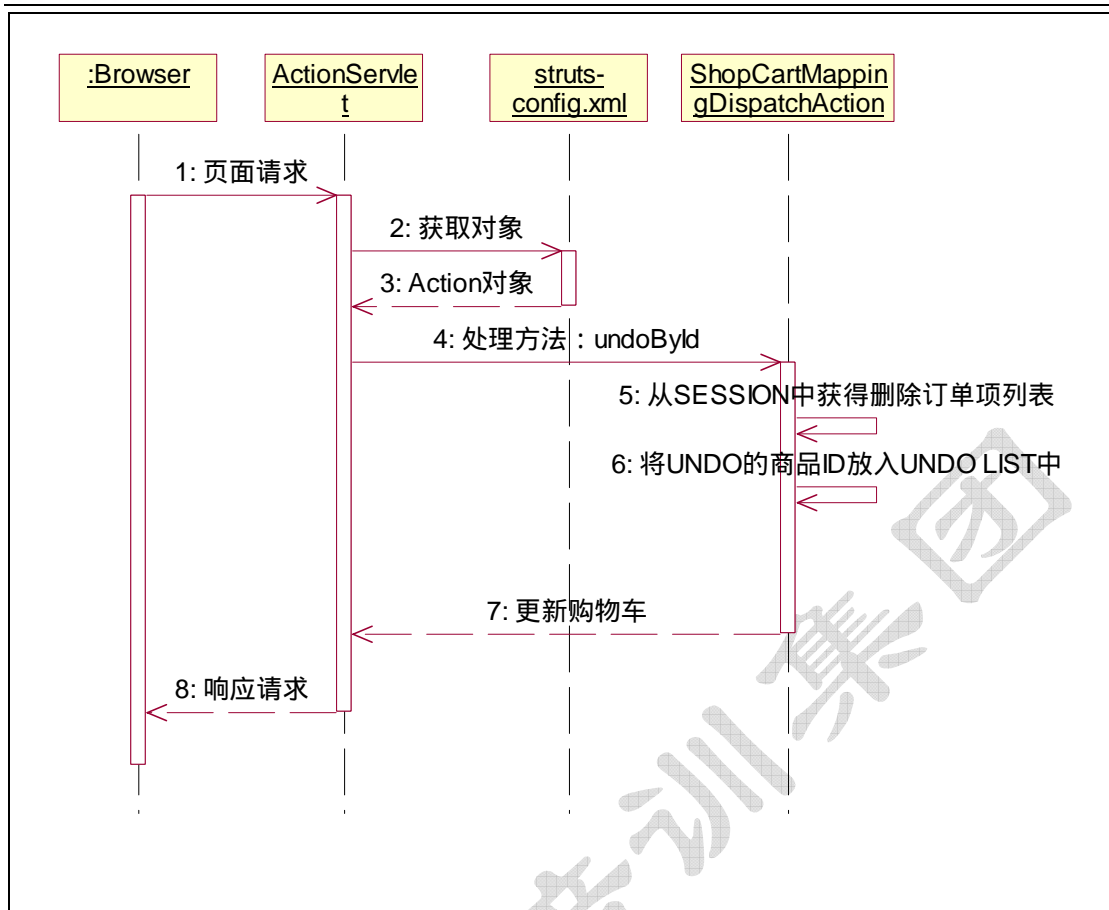 :Browser
ActionServle
t
struts-
config.xml
ShopCartMappin
gDispatchAction
1: 页面请求
2: 获取对象
3: Action对象
4: 处理方法：undoById
5: 从SESSION中获得删除订单项列表
6: 将UNDO的商品ID放入UNDO LIST中
7: 更新购物车
8: 响应请求
培训集团